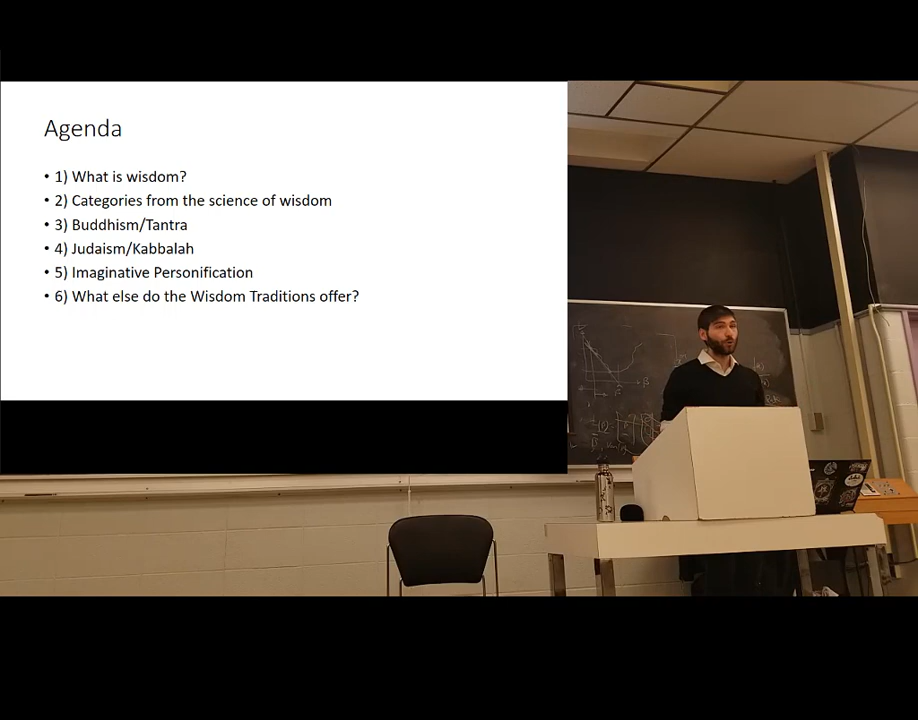 Agenda
• 1) What is wisdom?
• 2) Categories from the science of wisdom
• 3) Buddhism/Tantra
• 4) Judaism/Kabbalah
• 5) Imaginative Personification
• 6) What else do the Wisdom Traditions offer?